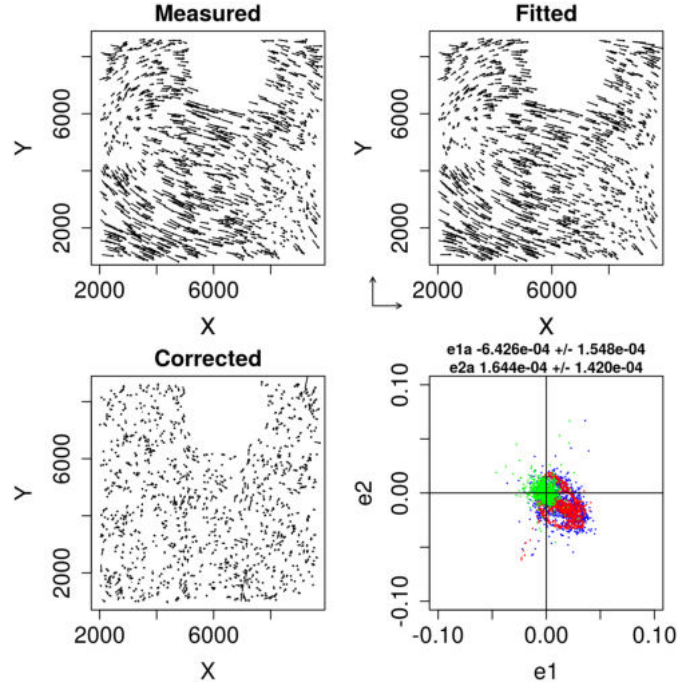 Measured
6000
2000
Y
2000
6000
X
Fitted
6000
2000
Y
2000
6000
X
Corrected
6000
2000
Y
2000
6000
X
e1a -6.426e-04 +/- 1.548e-04
e2a 1.644e-04 +/- 1.420e-04
0.10
0.00
-0.10
e2
-0.10
0.00
0.10
e1